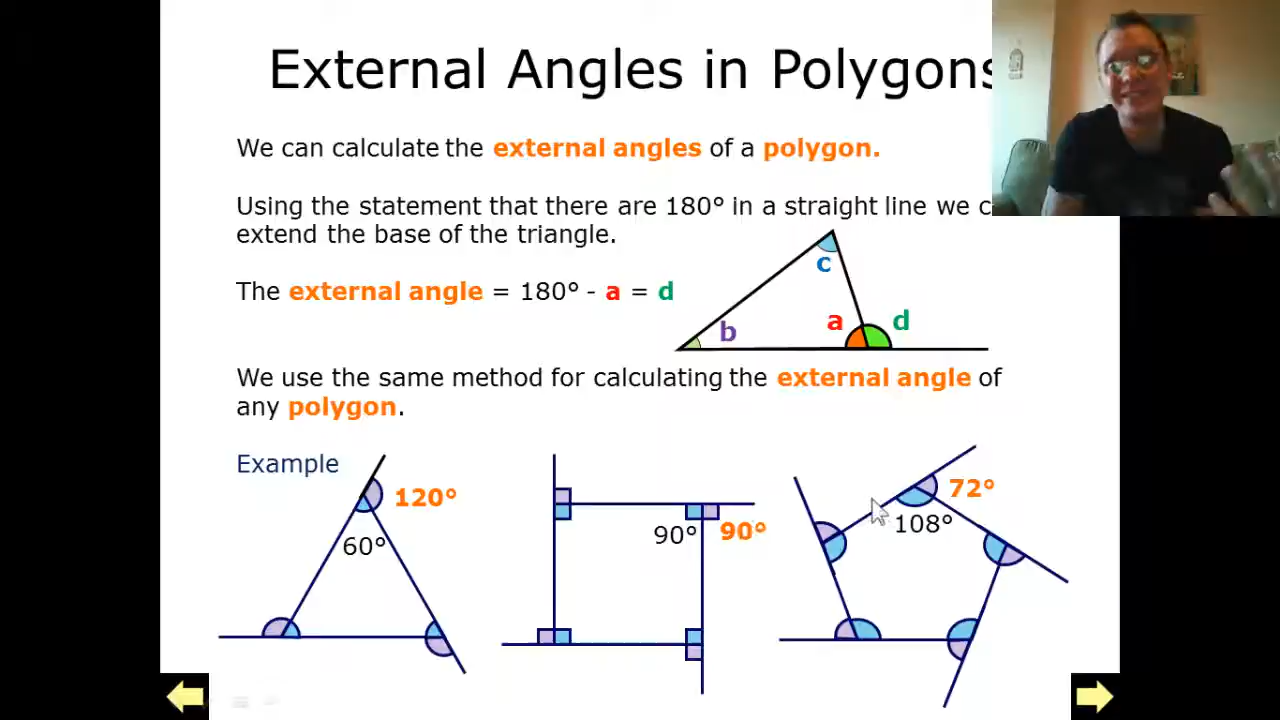 External Angles in Polygons
We can calculate the external angles of a polygon.
Using the statement that there are 180° in a straight line we c
extend the base of the triangle.
The external angle = 180° - a = d
c
b
a
d
We use the same method for calculating the external angle of
any polygon.
Example
120°
60°
90°
90°
72°
108°